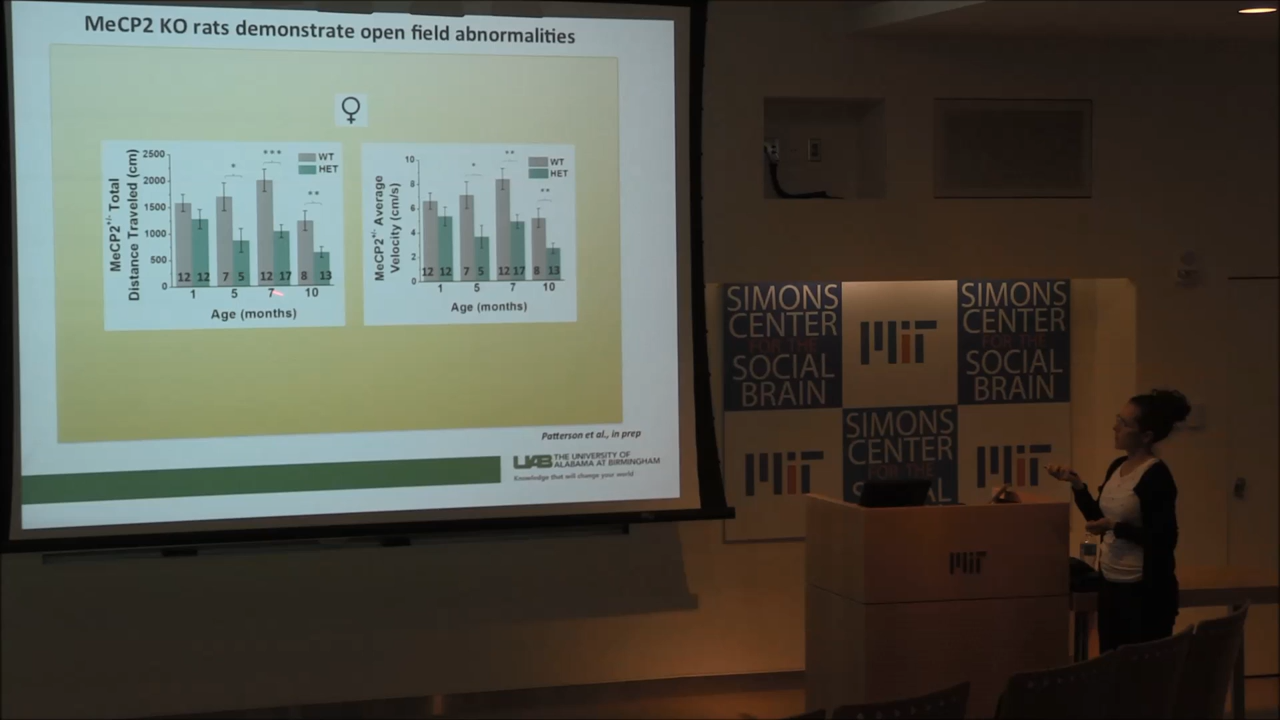 MeCP2 KO rats demonstrate open field abnormalities
♀
MeCP2+/- Total
Distance Traveled (cm)
2500
2000
1500
1000
500
0
WT
HET
*
***
**
12 12 7 5 12 17 8 13
1 5 7 10
Age (months)
MeCP2+/- Average
Velocity (cm/s)
10
8
6
4
2
0
WT
HET
*
**
**
12 12 7 5 12 17 8 13
1 5 7 10
Age (months)
Patterson et al., in prep
UAB THE UNIVERSITY OF
ALABAMA AT BIRMINGHAM
Knowledge that will change your world
SIMONS
CENTER
FOR THE
SOCIAL
BRAIN
MIT
SIMONS
CENTER
FOR THE
SOCIAL
BRAIN
MIT
SIMONS
CENTER
FOR THE
SOCIAL
MIT
MIT